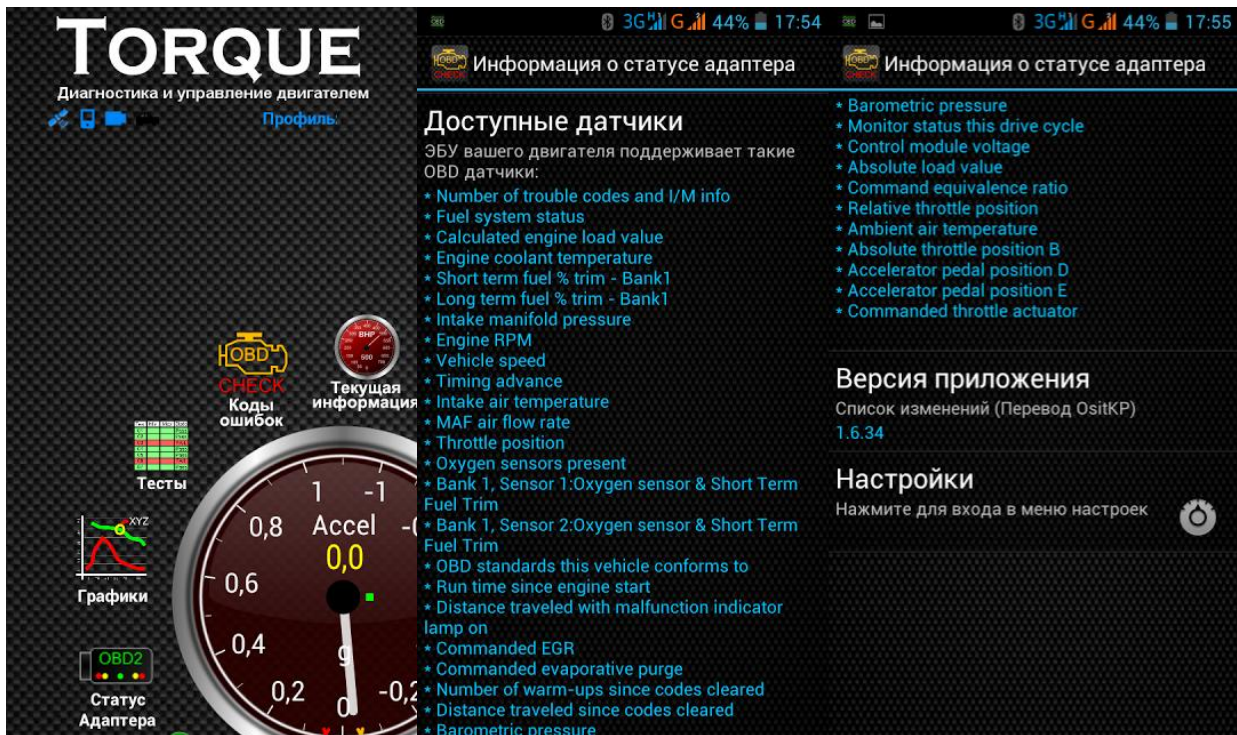 TORQUE
Диагностика и управление двигателем
Профиль:
OBD
CHECK
Коды
ошибок
BHP
500
Текущая
информация
Тесты
XYZ
Графики
OBD2
Статус
Адаптера
1
-1
0,8
Accel
0,0
0,6
0,4
g
0,2
-0,2
0
3G H G 44% 17:54
Информация о статусе адаптера
Доступные датчики
ЭБУ вашего двигателя поддерживает такие
OBD датчики:
* Number of trouble codes and I/M info
* Fuel system status
* Calculated engine load value
* Engine coolant temperature
* Short term fuel % trim - Bank1
* Long term fuel % trim - Bank1
* Intake manifold pressure
* Engine RPM
* Vehicle speed
* Timing advance
* Intake air temperature
* MAF air flow rate
* Throttle position
* Oxygen sensors present
* Bank 1, Sensor 1:Oxygen sensor & Short Term
Fuel Trim
* Bank 1, Sensor 2:Oxygen sensor & Short Term
Fuel Trim
* OBD standards this vehicle conforms to
* Run time since engine start
* Distance traveled with malfunction indicator
lamp on
* Commanded EGR
* Commanded evaporative purge
* Number of warm-ups since codes cleared
* Distance traveled since codes cleared
* Barometric pressure
3G H G 44% 17:55
Информация о статусе адаптера
* Barometric pressure
* Monitor status this drive cycle
* Control module voltage
* Absolute load value
* Command equivalence ratio
* Relative throttle position
* Ambient air temperature
* Absolute throttle position B
* Accelerator pedal position D
* Accelerator pedal position E
* Commanded throttle actuator
Версия приложения
Список изменений (Перевод OsitKP)
1.6.34
Настройки
Нажмите для входа в меню настроек